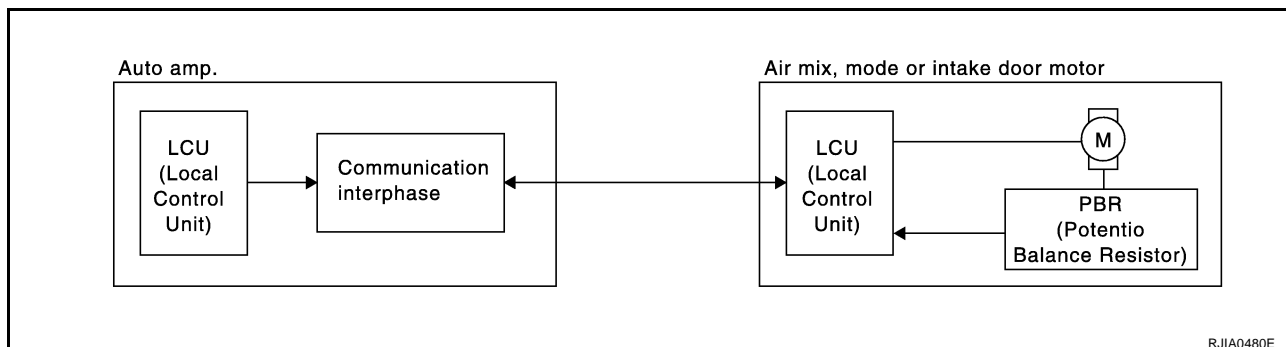 Auto amp.
LCU
(Local
Control
Unit)
Communication
interphase
Air mix, mode or intake door motor
LCU
(Local
Control
Unit)
M
PBR
(Potentio
Balance Resistor)
RJIA0480E